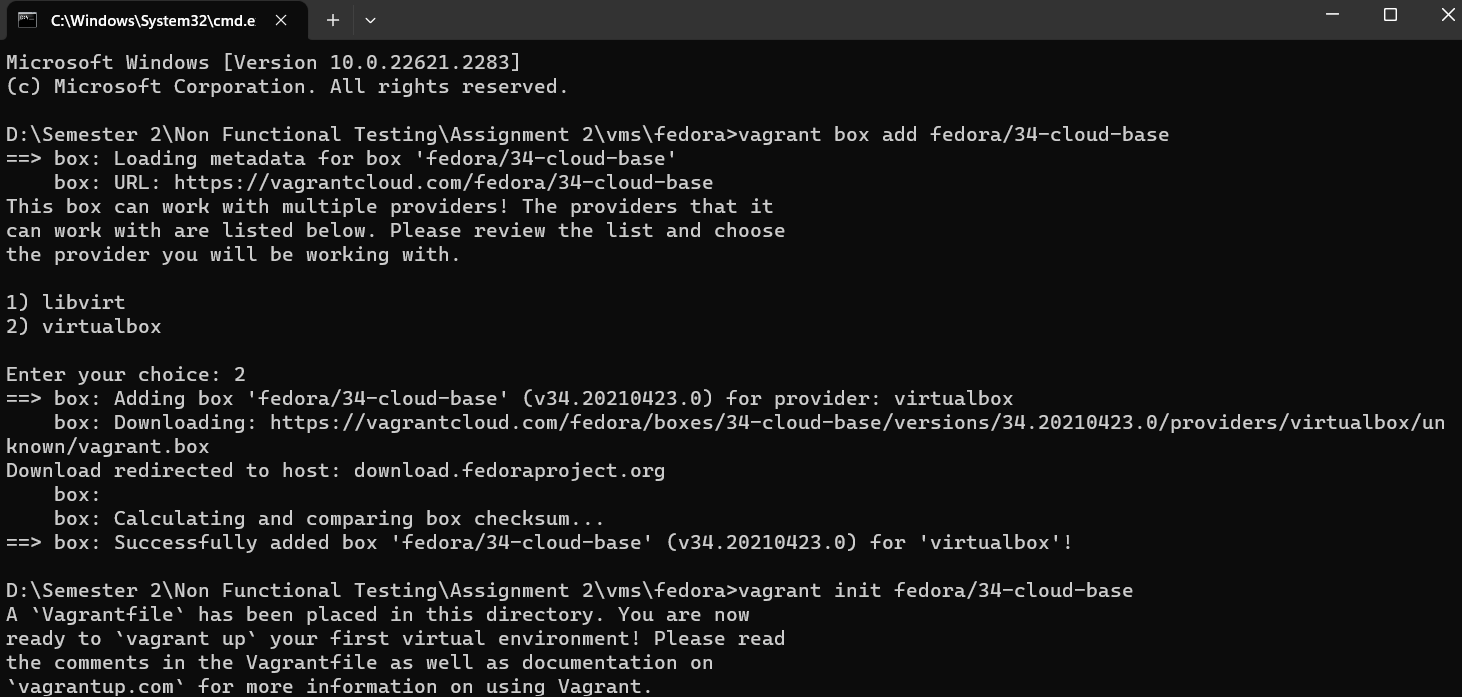 C:\Windows\System32\cmd.e
Microsoft Windows [Version 10.0.22621.2283]
(c) Microsoft Corporation. All rights reserved.
D:\Semester 2\Non Functional Testing\Assignment 2\vms\fedora>vagrant box add fedora/34-cloud-base
==> box: Loading metadata for box 'fedora/34-cloud-base'
    box: URL: https://vagrantcloud.com/fedora/34-cloud-base
This box can work with multiple providers! The providers that it
can work with are listed below. Please review the list and choose
the provider you will be working with.
1) libvirt
2) virtualbox
Enter your choice: 2
==> box: Adding box 'fedora/34-cloud-base' (v34.20210423.0) for provider: virtualbox
    box: Downloading: https://vagrantcloud.com/fedora/boxes/34-cloud-base/versions/34.20210423.0/providers/virtualbox/un
known/vagrant.box
Download redirected to host: download.fedoraproject.org
    box:
    box: Calculating and comparing box checksum...
==> box: Successfully added box 'fedora/34-cloud-base' (v34.20210423.0) for 'virtualbox'!
D:\Semester 2\Non Functional Testing\Assignment 2\vms\fedora>vagrant init fedora/34-cloud-base
A `Vagrantfile` has been placed in this directory. You are now
ready to `vagrant up` your first virtual environment! Please read
the comments in the Vagrantfile as well as documentation on
`vagrantup.com` for more information on using Vagrant.